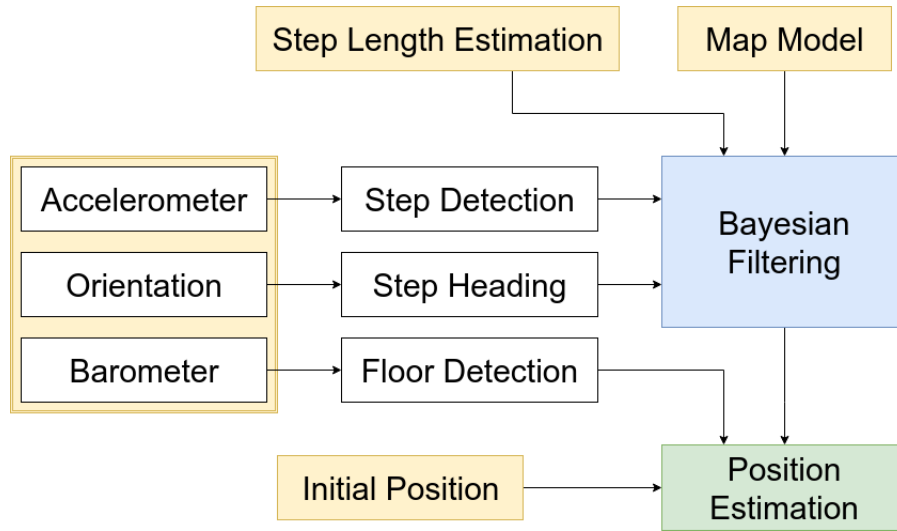 Step Length Estimation
Map Model
Accelerometer
Step Detection
Bayesian
Filtering
Orientation
Step Heading
Barometer
Floor Detection
Initial Position
Position
Estimation